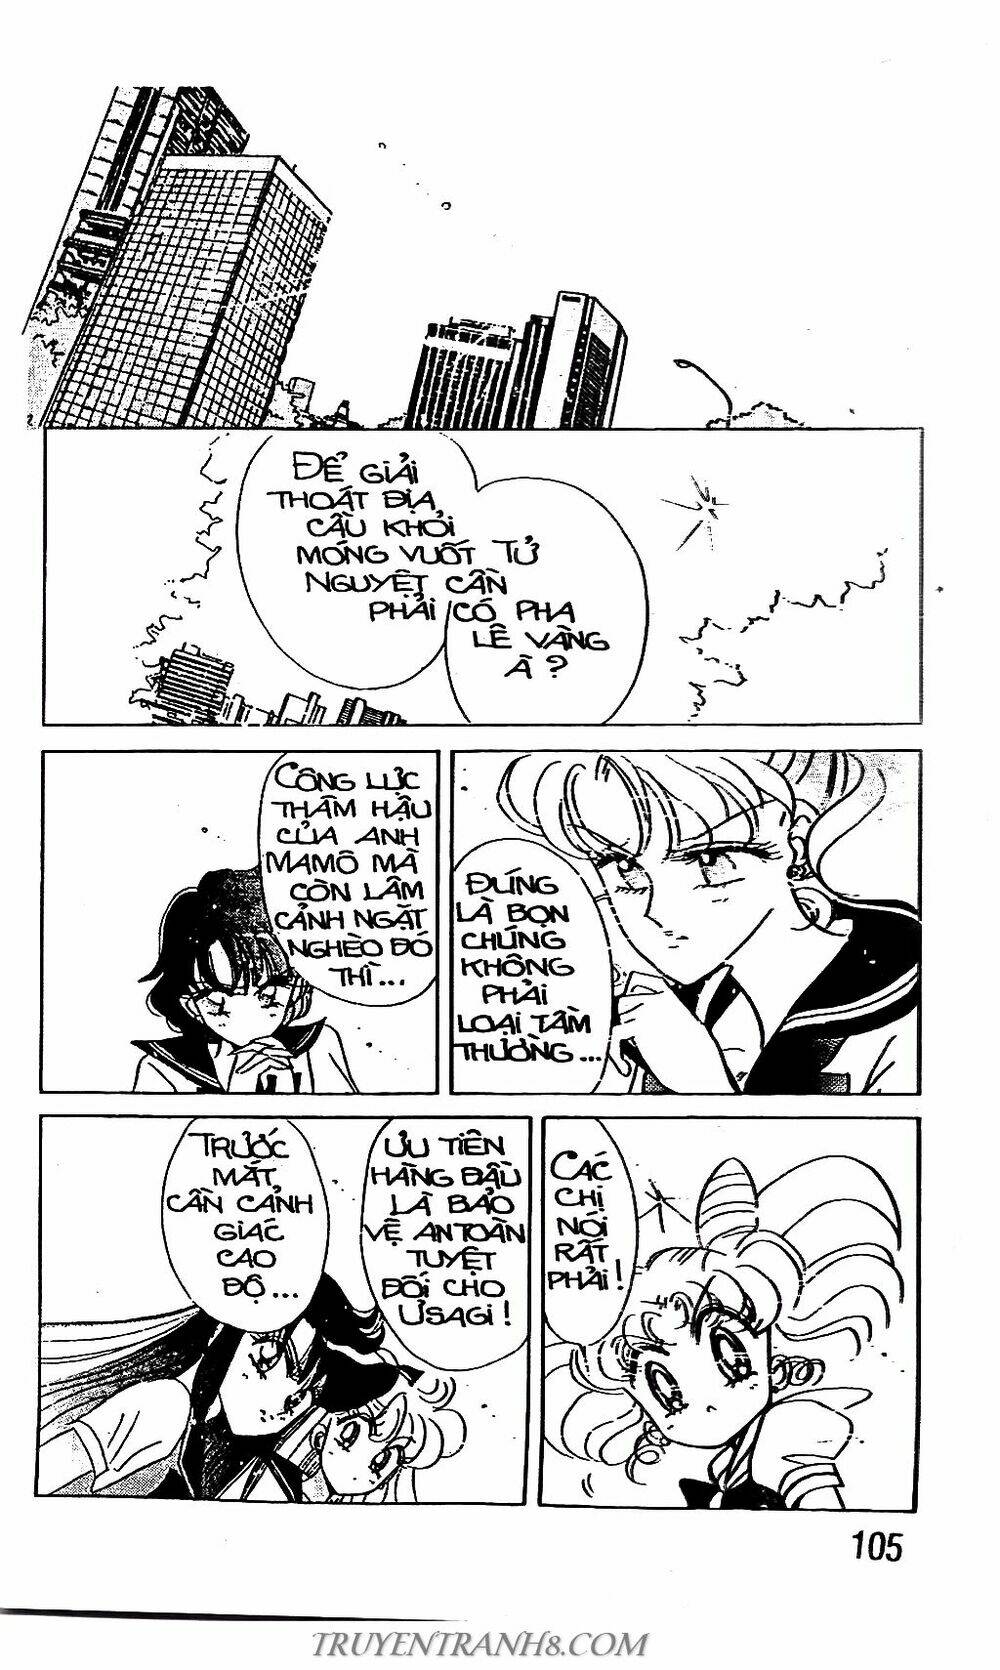 ĐỂ GIẢI
THOÁT ĐỊA
CẦU KHỎI
MÓNG VUỐT TỬ
NGUYỆT CẦN
PHẢI CÓ PHA
LÊ VÀNG
À?
CÔNG LỰC
THÂM HẬU
CỦA ANH
MAMÔ MÀ
CÒN LÂM
CẢNH NGẶT
NGHÈO ĐÓ
THÌ...
ĐÚNG
LÀ BỌN
CHÚNG
KHÔNG
PHẢI
LOẠI TẦM
THƯỜNG...
TRƯỚC
MẮT,
CẦN CẢNH
GIÁC
CAO
ĐỘ...
ƯU TIÊN
HÀNG ĐẦU
LÀ BẢO
VỆ AN TOÀN
TUYỆT
ĐỐI CHO
USAGI!
CÁC
CHỊ
NÓI
RẤT
PHẢI!
105
TRUYENTRANH8.COM